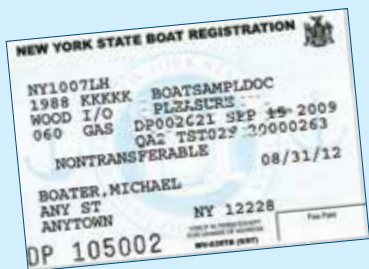 NEW YORK STATE BOAT REGISTRATION
NY1007LH
1988 KKKKK BOATSAMPLDOC
WOOD I/O PLEASURE
060 GAS DP002621 SEP 15 2009
QA2 TST029 20000263
NONTRANSFERABLE 08/31/12
BOATER,MICHAEL
ANY ST
ANYTOWN NY 12228
Fee Paid
DP 105002